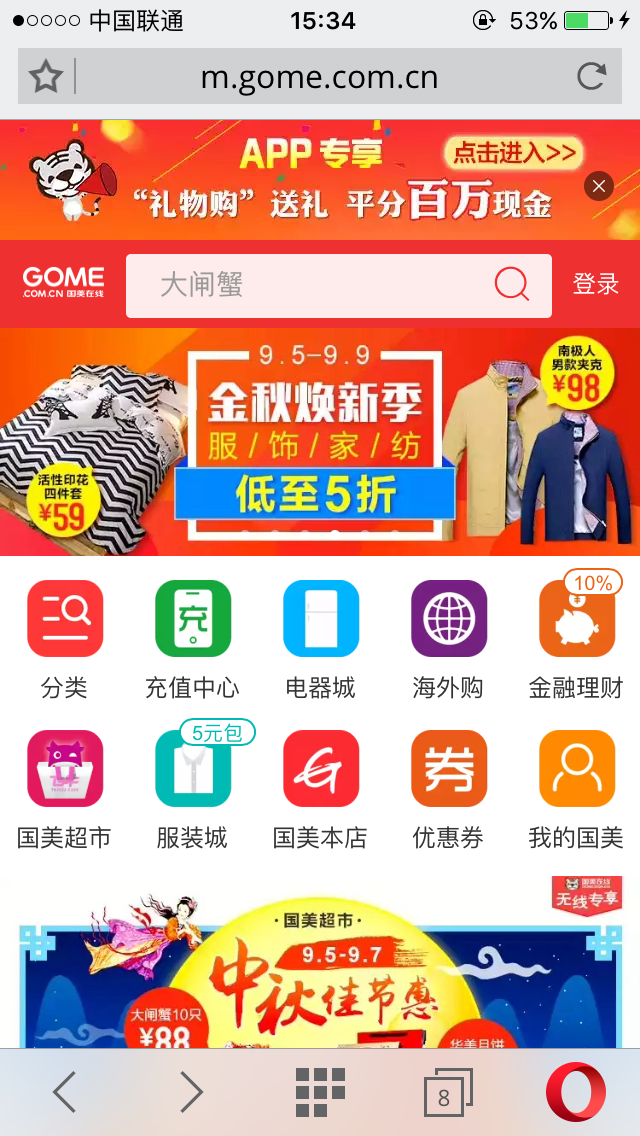 中国联通 15:34 53%
m.gome.com.cn
APP 专享 点击进入>>
“礼物购”送礼 平分百万现金
GOME
.COM.CN 国美在线
大闸蟹
登录
9.5-9.9
金秋焕新季
服/饰/家/纺
低至5折
活性印花
四件套
¥59
南极人
男款夹克
¥98
10%
充
分类 充值中心 电器城 海外购 金融理财
5元包
券
国美超市 服装城 国美本店 优惠券 我的国美
国美在线
无线专享
·国美超市·
9.5-9.7
中秋佳节惠
大闸蟹10只
¥88
华美月饼
8